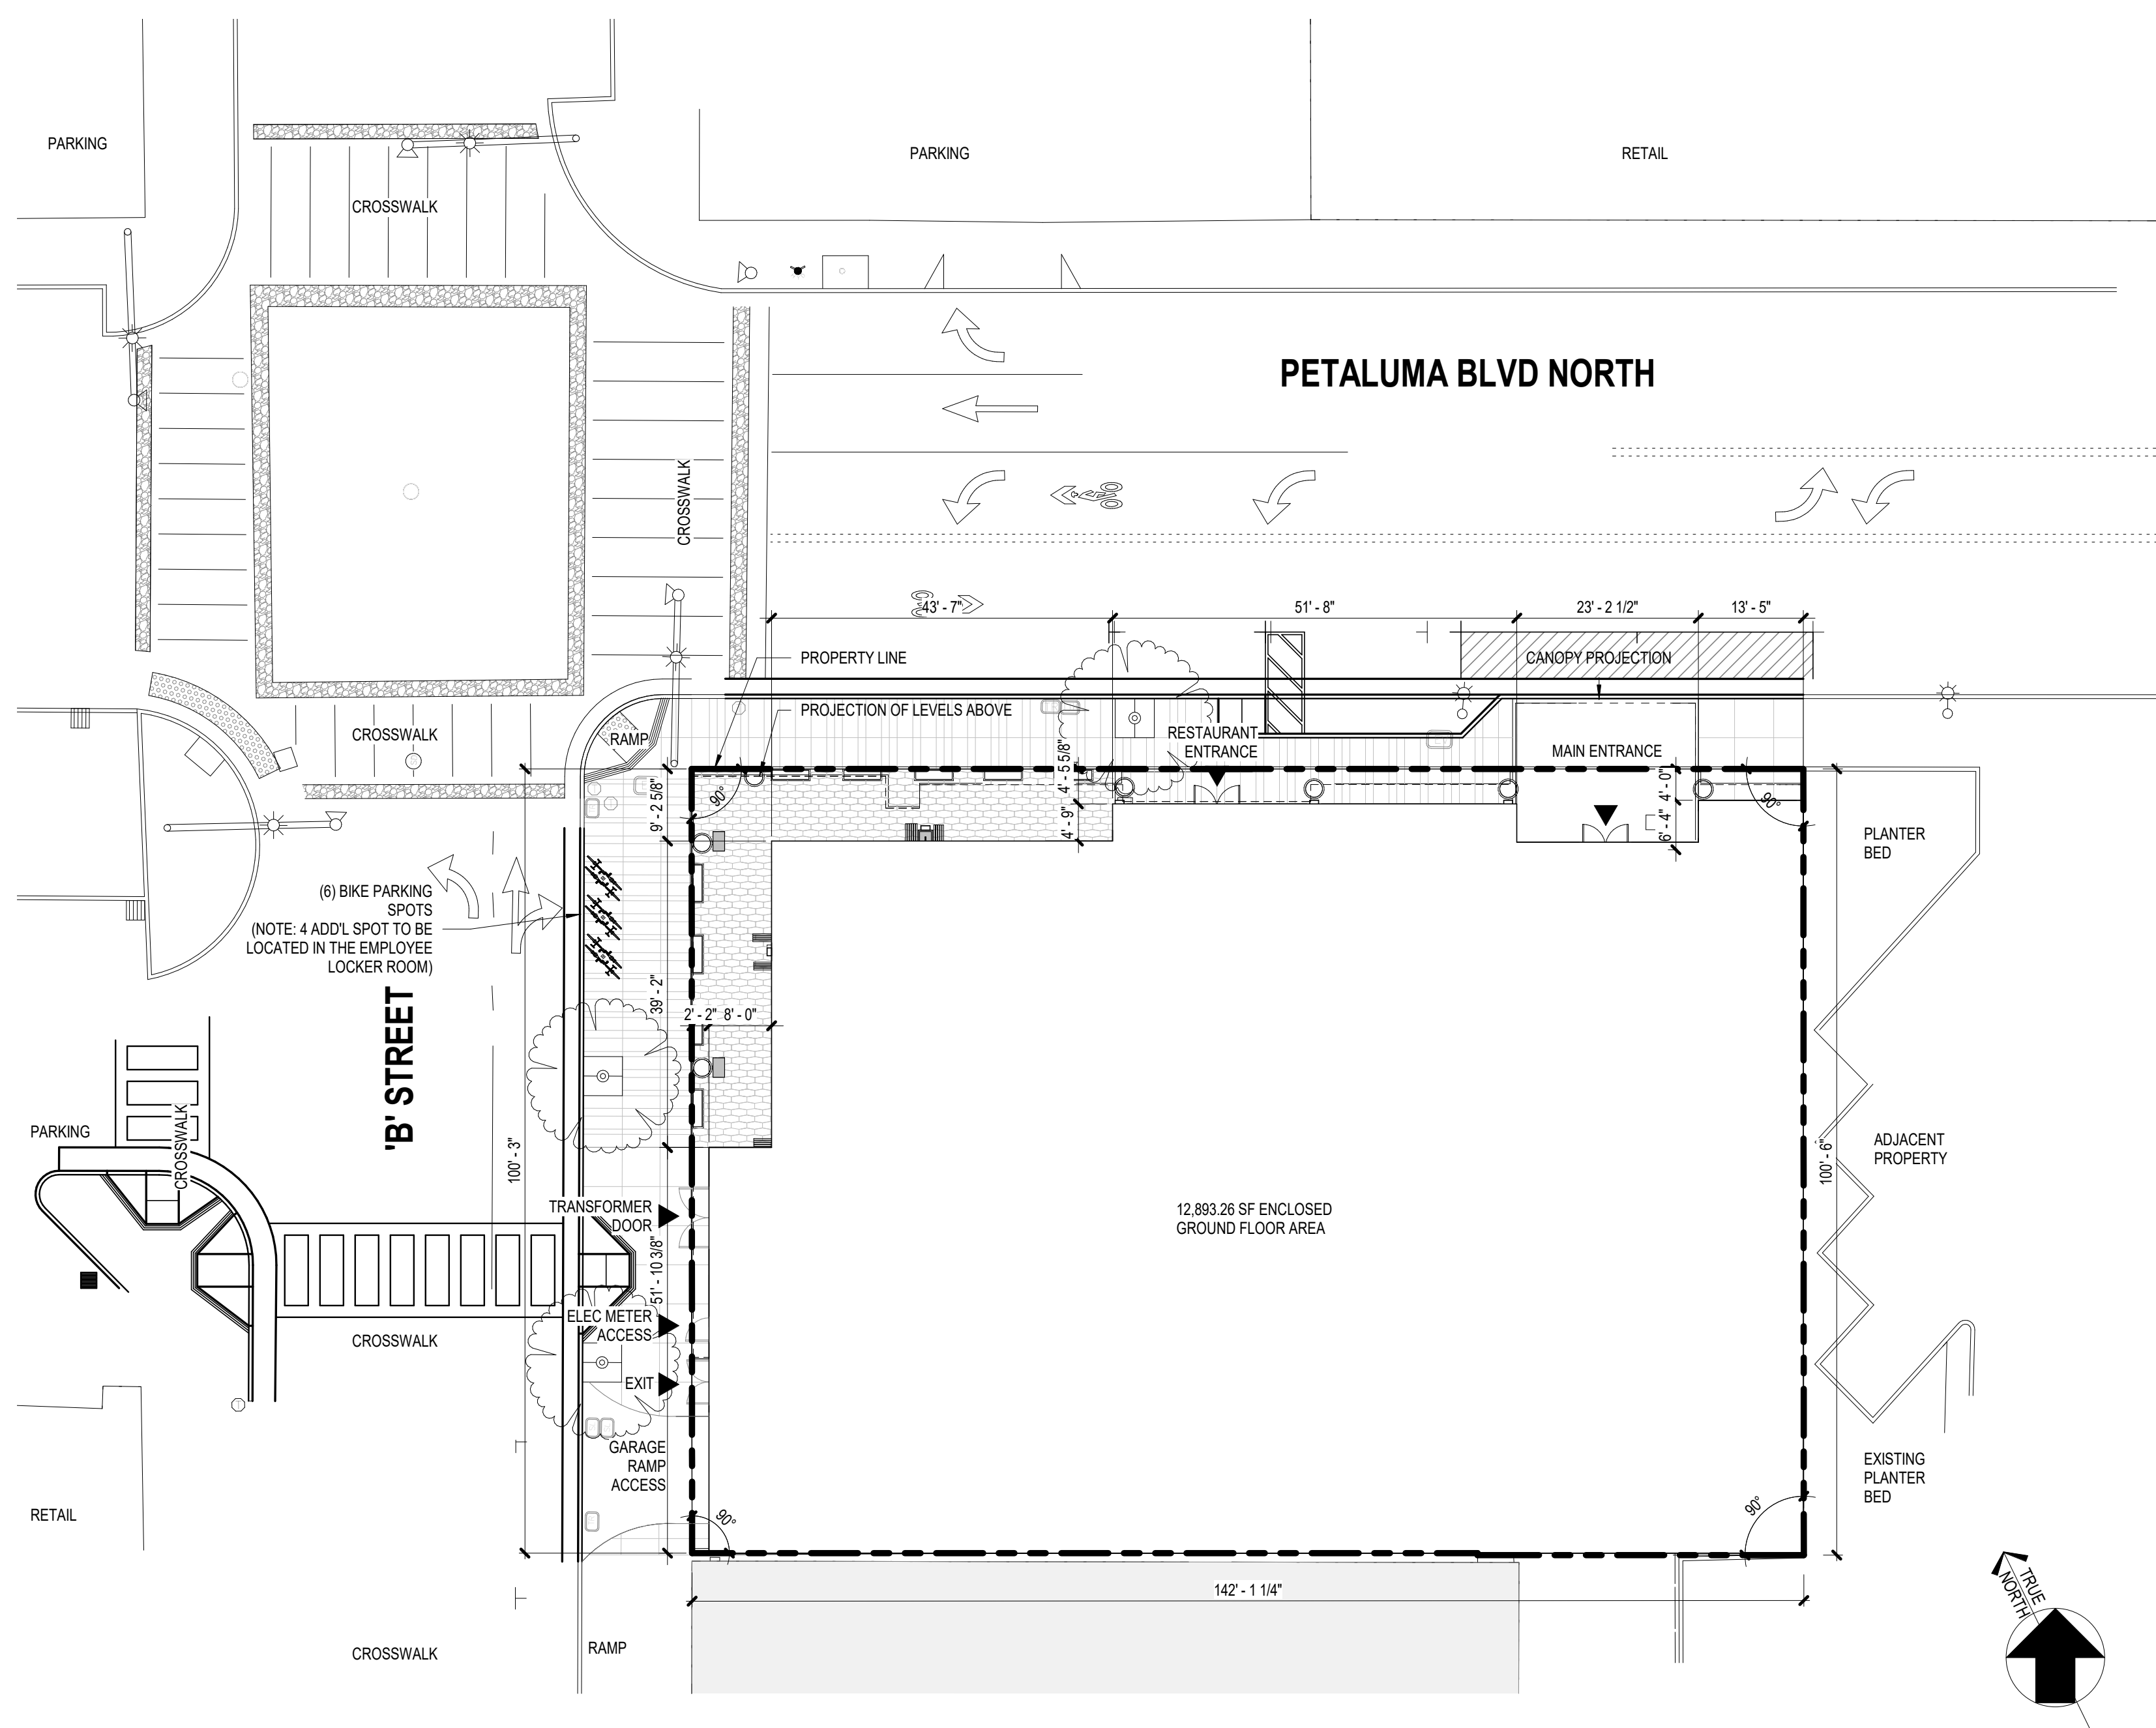 PARKING
PARKING
RETAIL
CROSSWALK
PETALUMA BLVD NORTH
CROSSWALK
43' - 7"
51' - 8"
23' - 2 1/2"
13' - 5"
PROPERTY LINE
CANOPY PROJECTION
PROJECTION OF LEVELS ABOVE
CROSSWALK
RAMP
RESTAURANT
ENTRANCE
MAIN ENTRANCE
4' - 5 5/8"
4' - 9"
4' - 0"
6' - 4"
9' - 2 5/8"
90°
90°
PLANTER
BED
(6) BIKE PARKING
SPOTS
(NOTE: 4 ADD'L SPOT TO BE
LOCATED IN THE EMPLOYEE
LOCKER ROOM)
39' - 2"
2' - 2"
8' - 0"
'B' STREET
PARKING
CROSSWALK
100' - 3"
100' - 6"
ADJACENT
PROPERTY
TRANSFORMER
DOOR
12,893.26 SF ENCLOSED
GROUND FLOOR AREA
51' - 10 3/8"
ELEC METER
ACCESS
CROSSWALK
EXIT
GARAGE
RAMP
ACCESS
EXISTING
PLANTER
BED
RETAIL
90°
90°
142' - 1 1/4"
TRUE
NORTH
CROSSWALK
RAMP